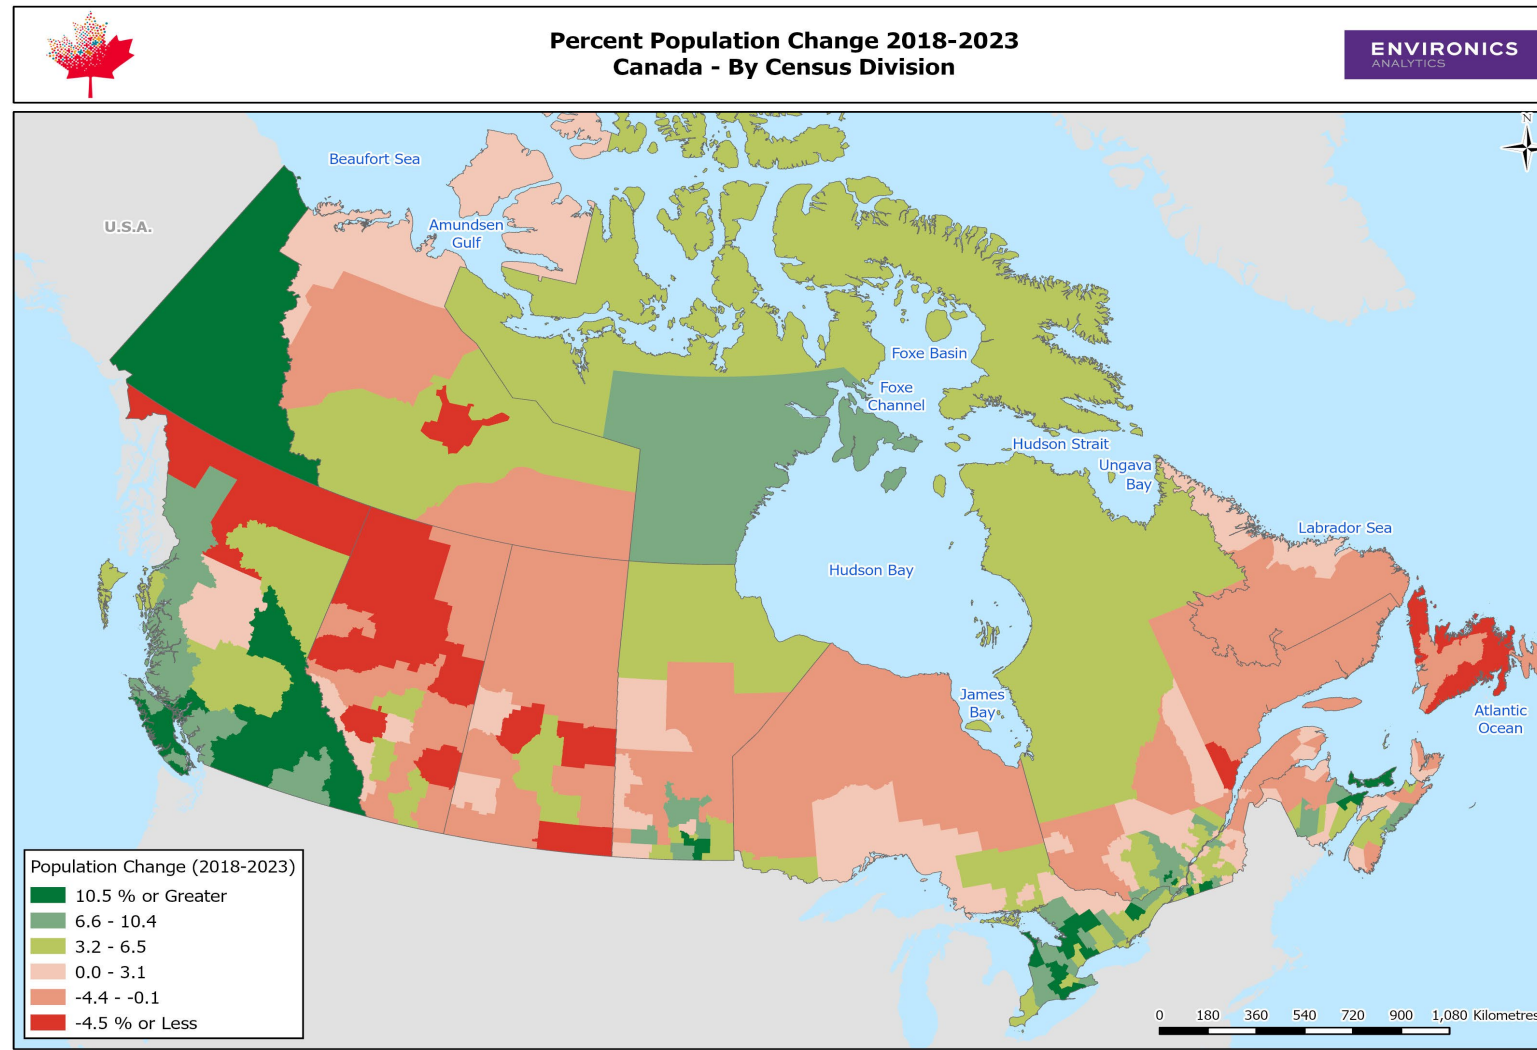 Percent Population Change 2018-2023
Canada - By Census Division
ENVIRONICS
ANALYTICS
N
Beaufort Sea
U.S.A.
Amundsen
Gulf
Foxe Basin
Foxe
Channel
Hudson Strait
Ungava
Bay
Labrador Sea
Hudson Bay
James
Bay
Atlantic
Ocean
Population Change (2018-2023)
10.5 % or Greater
6.6 - 10.4
3.2 - 6.5
0.0 - 3.1
-4.4 - -0.1
-4.5 % or Less
0 180 360 540 720 900 1,080 Kilometres